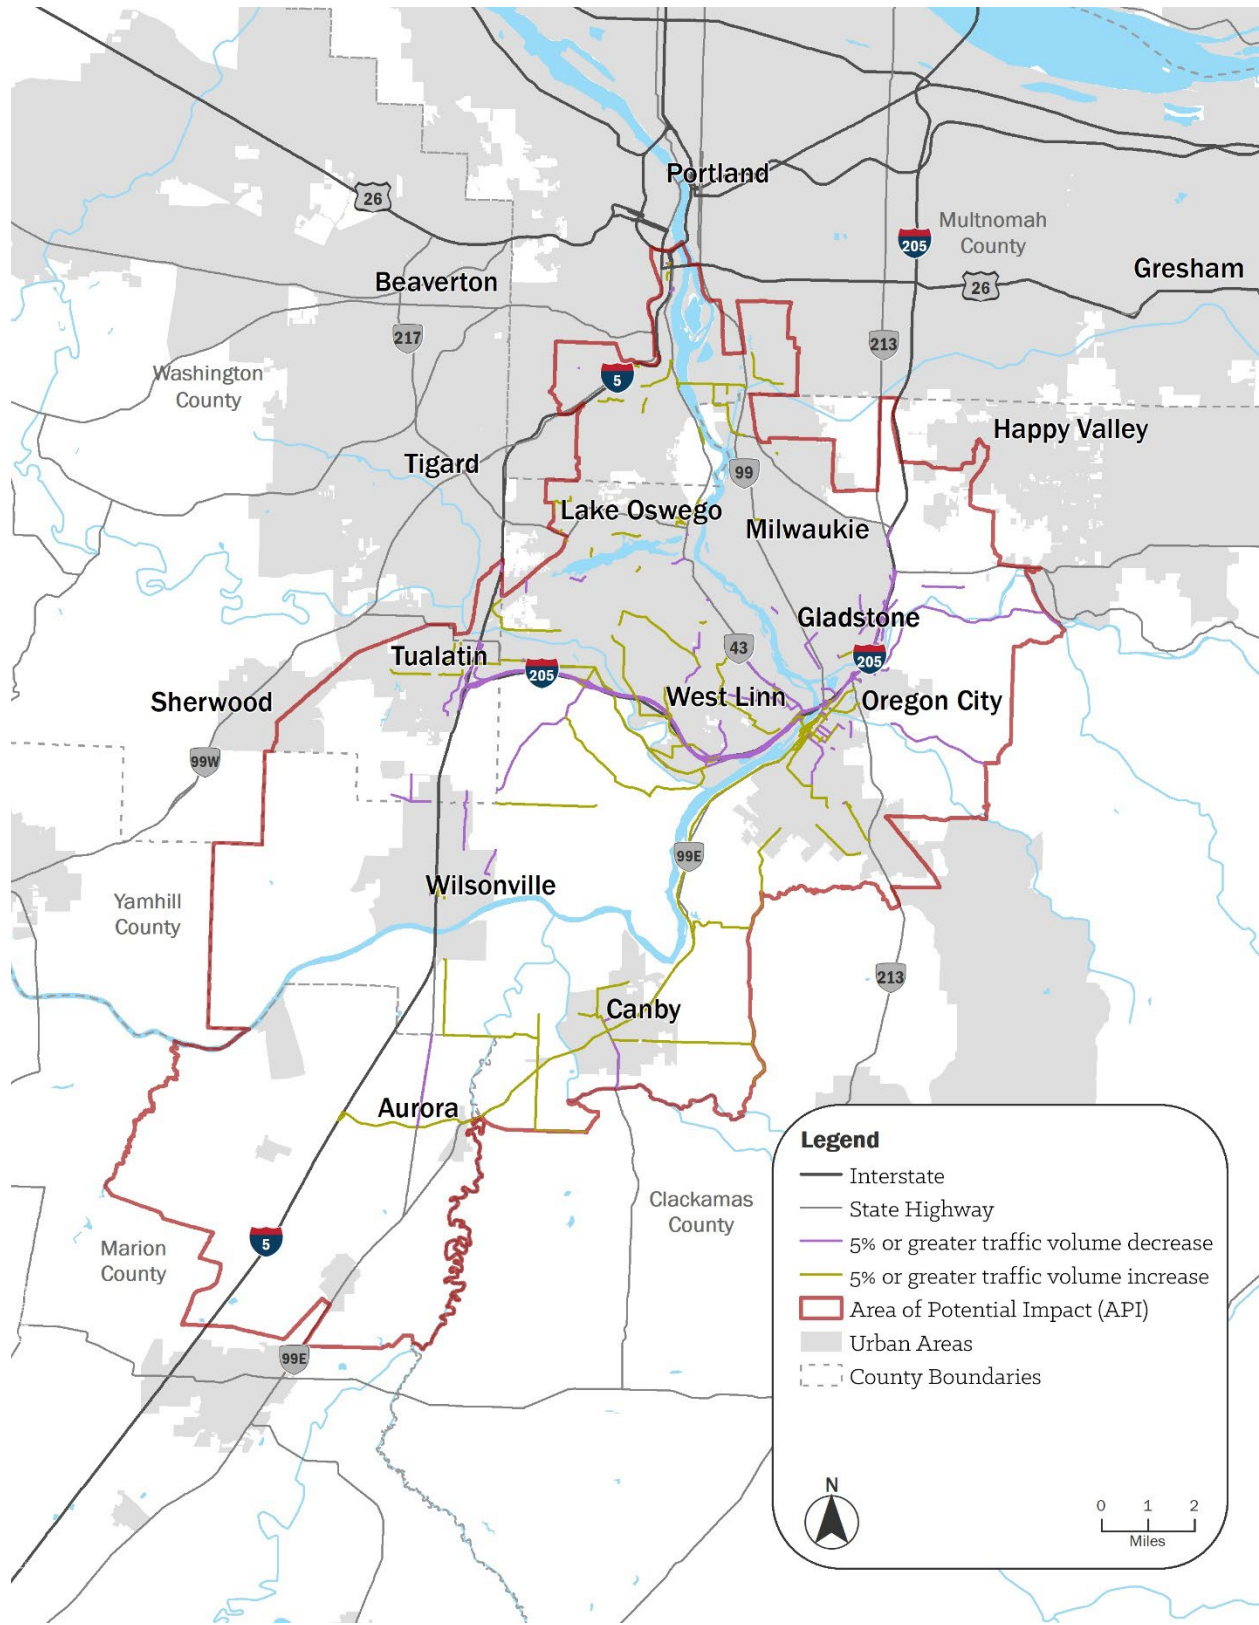 Portland
26
Multnomah
County
205
Beaverton
Gresham
26
217
213
Washington
County
5
Happy Valley
Tigard
99
Lake Oswego
Milwaukie
Gladstone
43
Tualatin
205
205
Sherwood
West Linn
Oregon City
99W
99E
Wilsonville
Yamhill
County
213
Canby
Aurora
Clackamas
County
Marion
County
5
99E
Legend
Interstate
State Highway
5% or greater traffic volume decrease
5% or greater traffic volume increase
Area of Potential Impact (API)
Urban Areas
County Boundaries
N
0 1 2
Miles